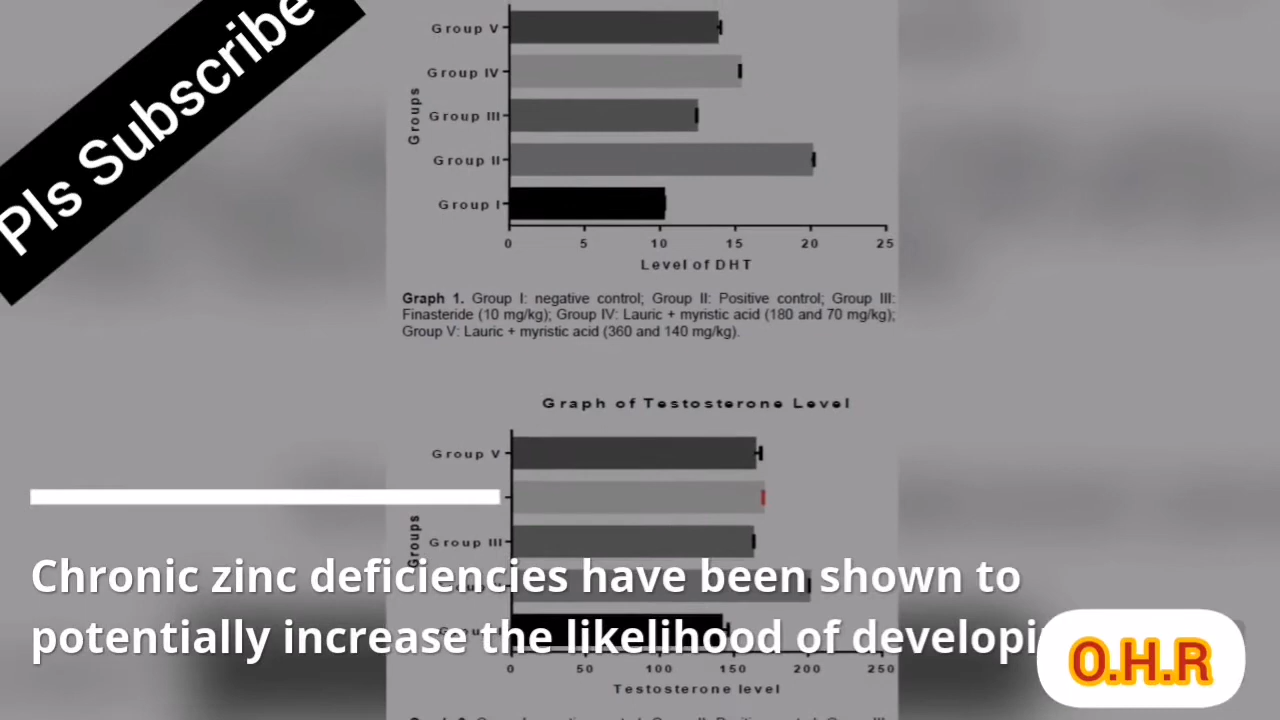 Pls Subscribe
Group V
Group IV
Group III
Group II
Group I
Groups
0 5 10 15 20 25
Level of DHT
Graph 1. Group I: negative control; Group II: Positive control; Group III:
Finasteride (10 mg/kg); Group IV: Lauric + myristic acid (180 and 70 mg/kg);
Group V: Lauric + myristic acid (360 and 140 mg/kg).
Graph of Testosterone Level
Group V
Group III
Groups
0 50 100 150 200 250
Testosterone level
Chronic zinc deficiencies have been shown to
potentially increase the likelihood of developi
O.H.R